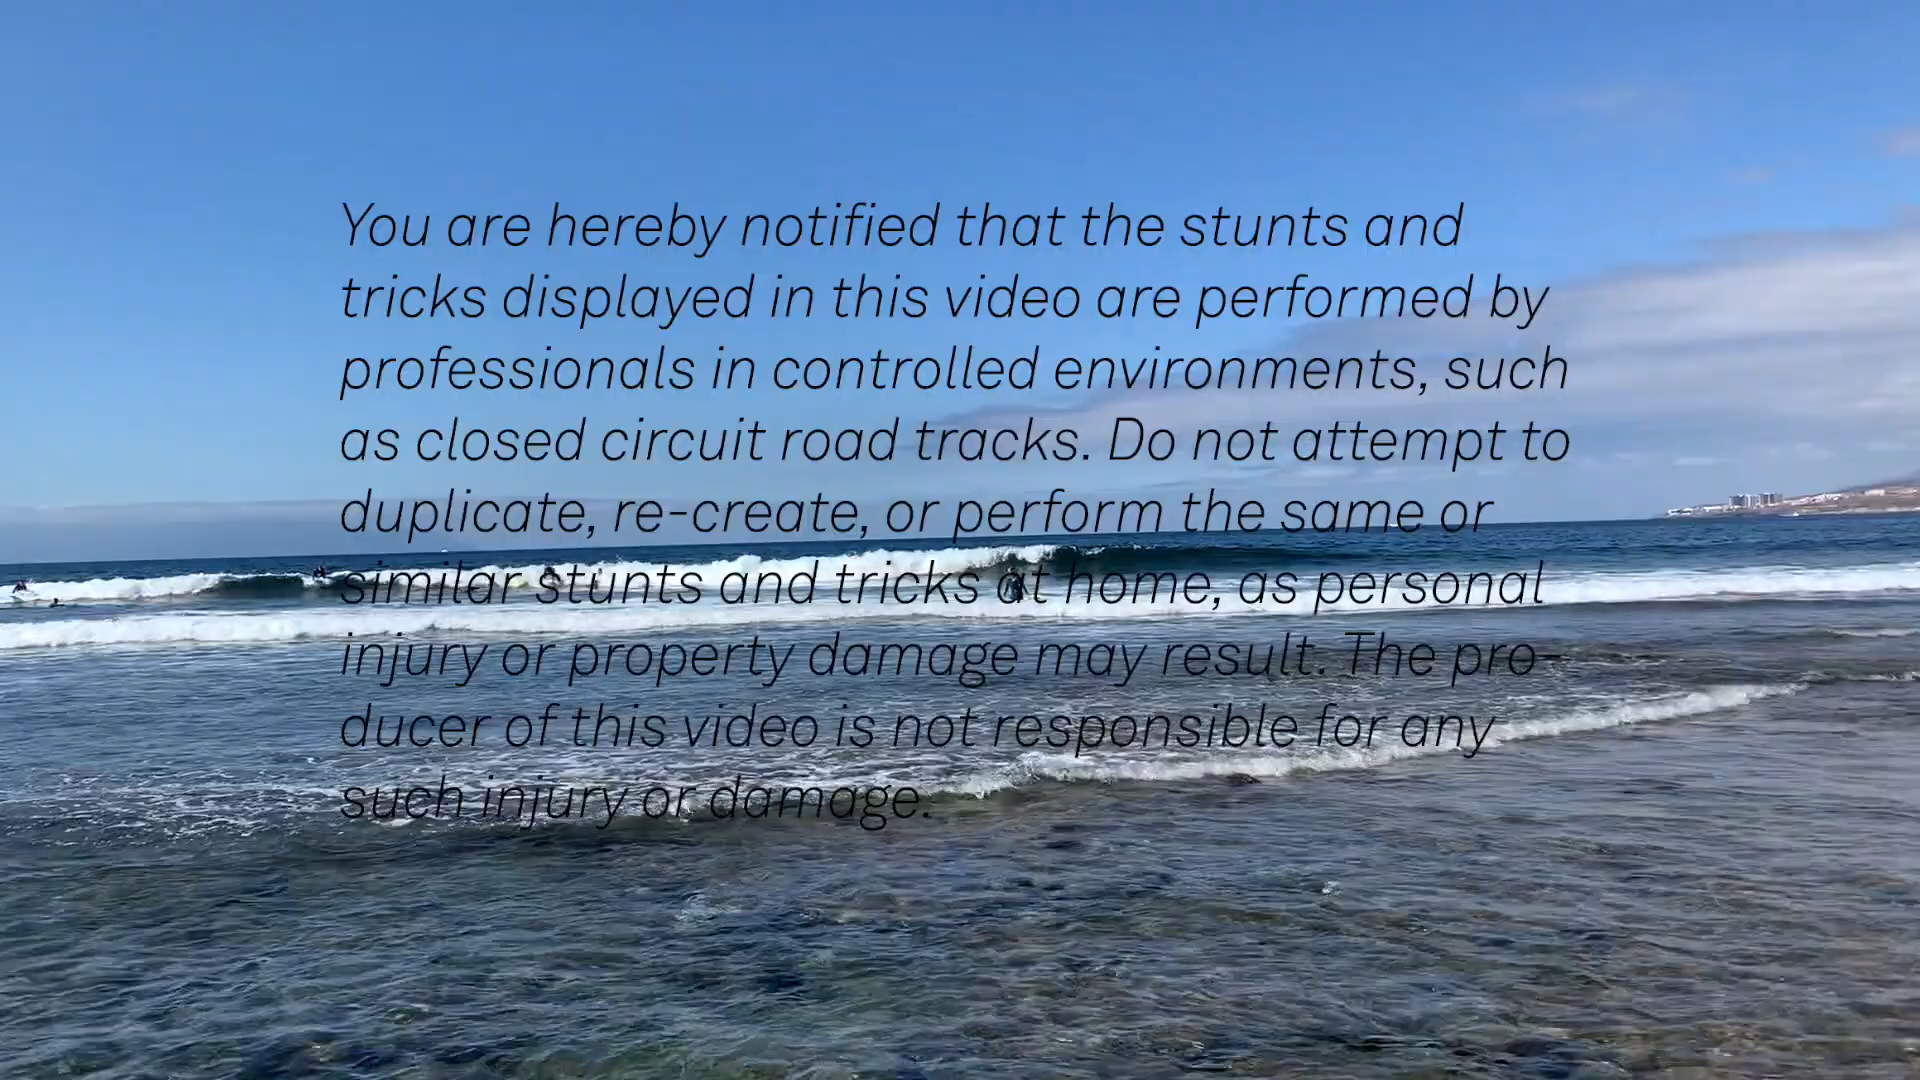 You are hereby notified that the stunts and
tricks displayed in this video are performed by
professionals in controlled environments, such
as closed circuit road tracks. Do not attempt to
duplicate, re-create, or perform the same or
similar stunts and tricks at home, as personal
injury or property damage may result. The pro-
ducer of this video is not responsible for any
such injury or damage.